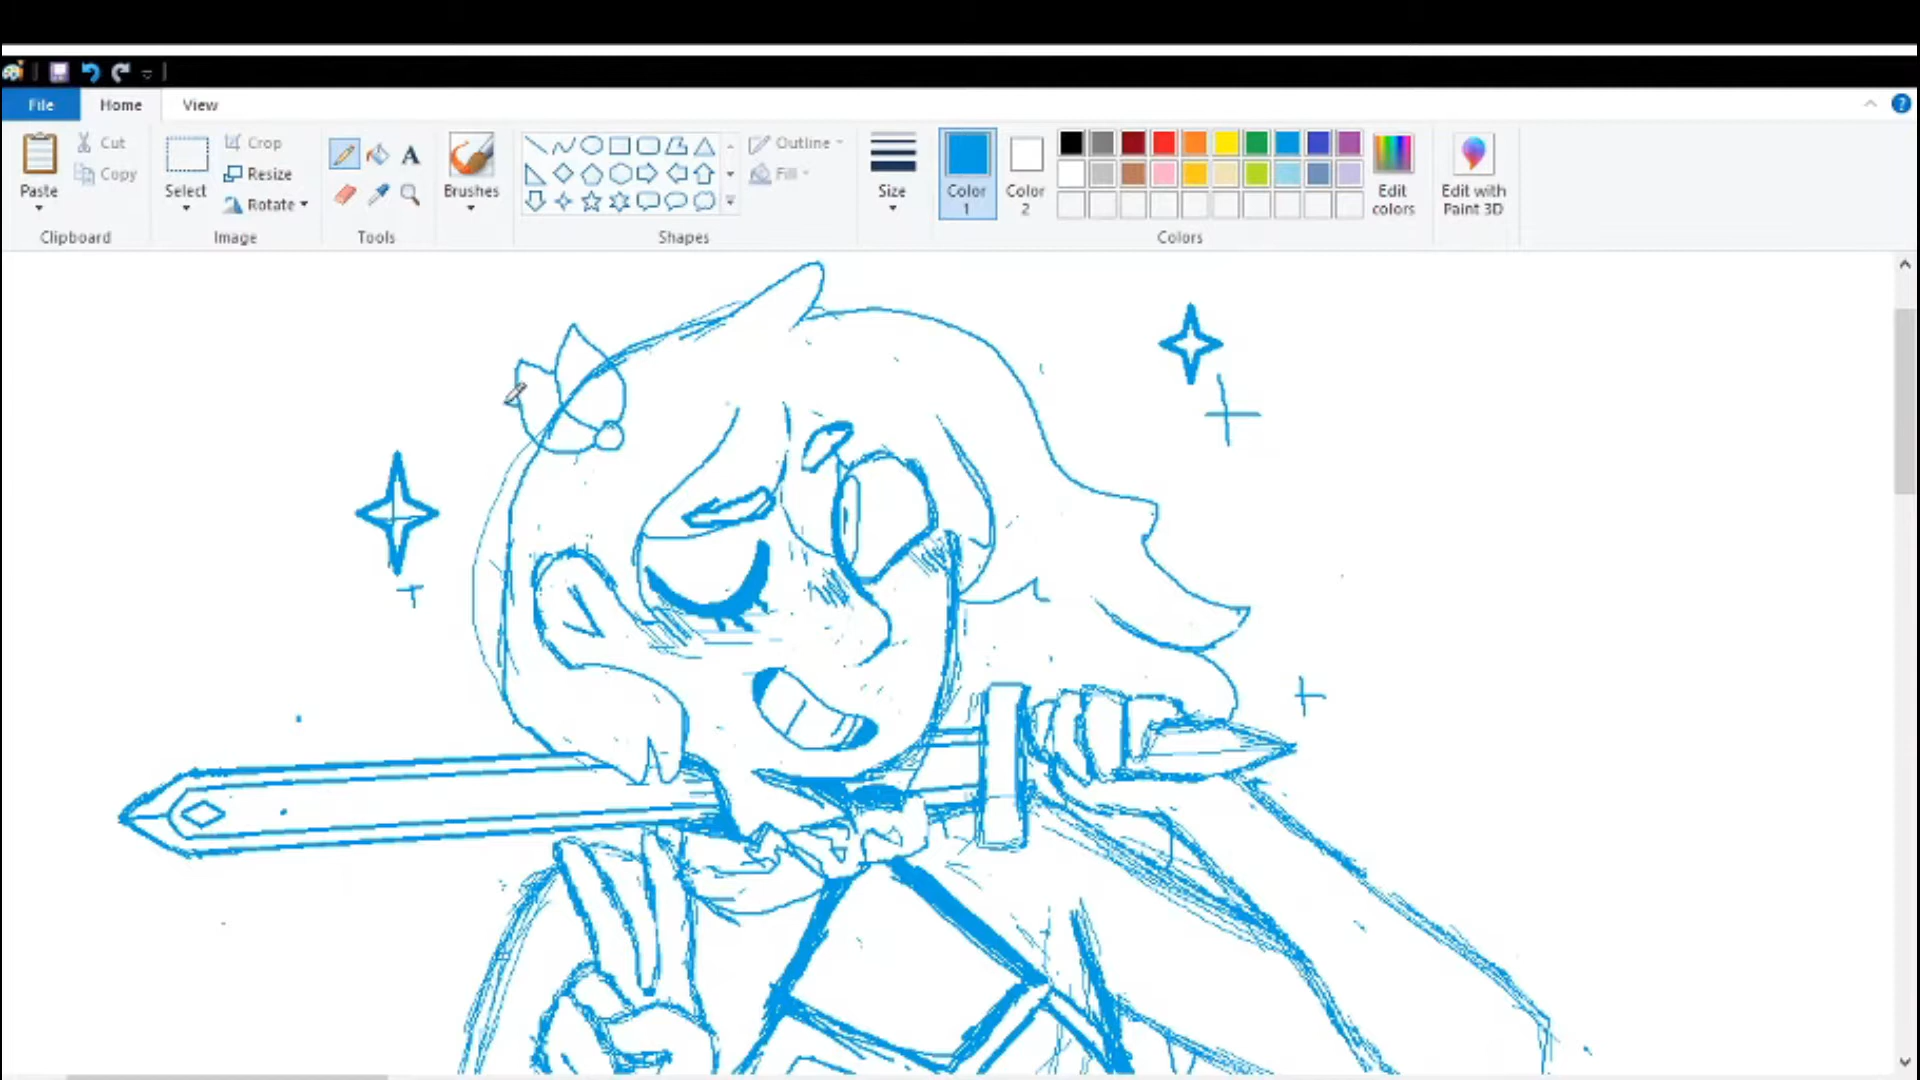 File Home View ?
Paste Cut Copy Select Crop Resize Rotate A Brushes Outline Fill Size Color 1 Color 2 Edit colors Edit with Paint 3D
Clipboard Image Tools Shapes Colors